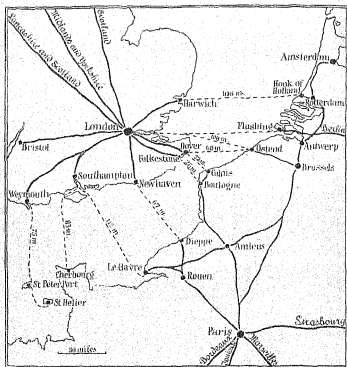 Lancashire and Scotland
Midlands and Yorkshire
Scotland
Amsterdam
Hook of
Holland
Rotterdam
Harwich
London
Flushing
Berlin
Bristol
Dover
Ostend
Antwerp
Folkestone
Brussels
Southampton
Calais
Newhaven
Boulogne
Weymouth
Dieppe
Amiens
Cherbourg
Le Havre
Rouen
St Peter Port
St Helier
Paris
Strasbourg
Bordeaux
Marseilles
50 miles